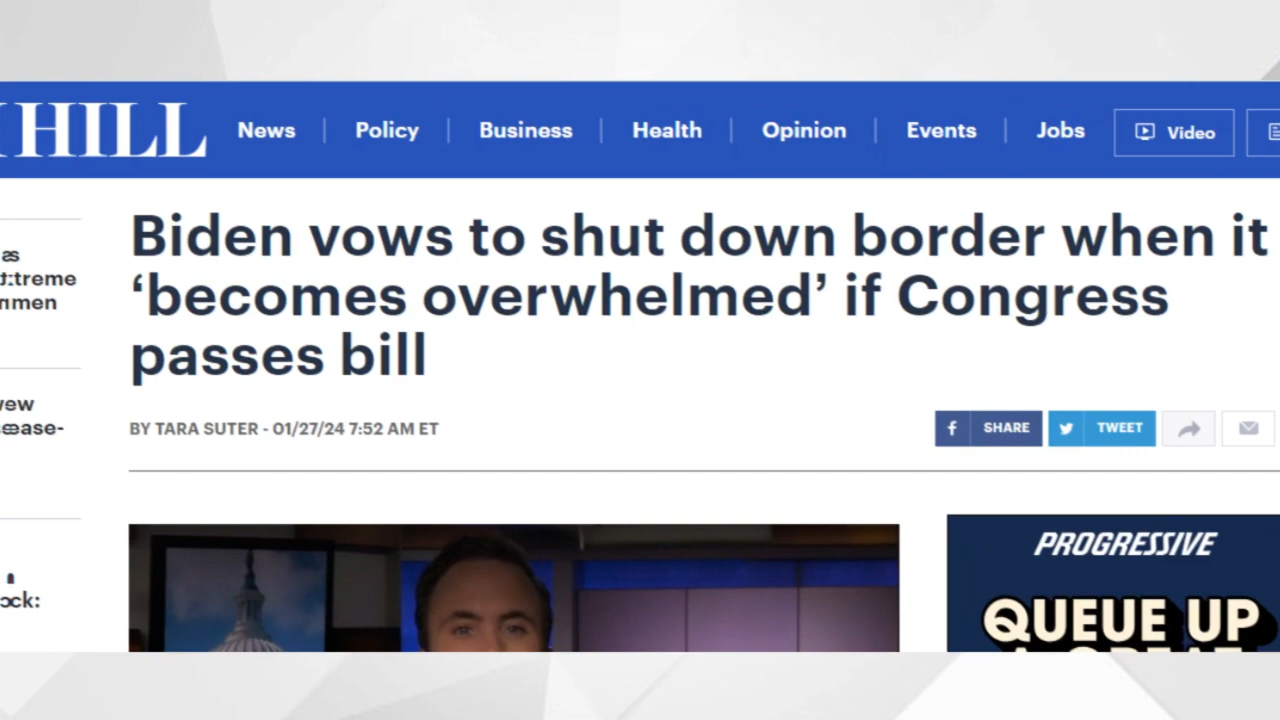 HILL
News
Policy
Business
Health
Opinion
Events
Jobs
Video
Biden vows to shut down border when it
‘becomes overwhelmed’ if Congress
passes bill
BY TARA SUTER - 01/27/24 7:52 AM ET
SHARE
TWEET
PROGRESSIVE
QUEUE UP